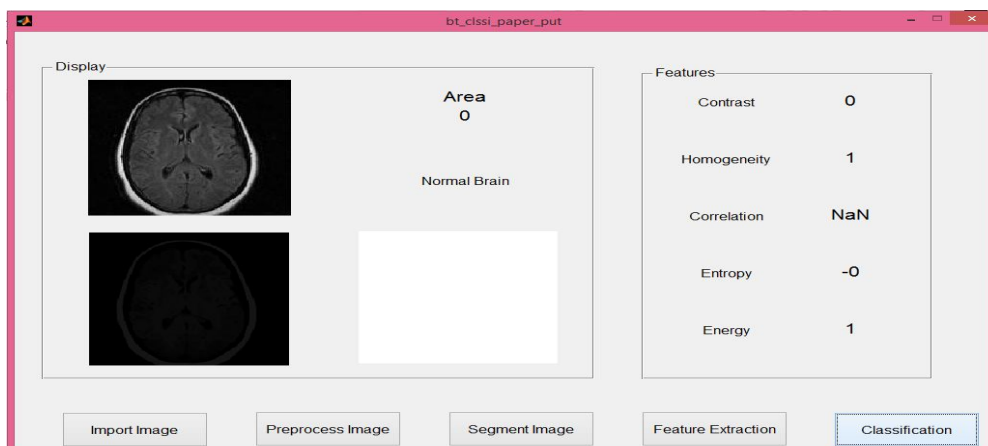 bt_clssi_paper_put
Display
Area
0
Normal Brain
Features
Contrast 0
Homogeneity 1
Correlation NaN
Entropy -0
Energy 1
Import Image
Preprocess Image
Segment Image
Feature Extraction
Classification